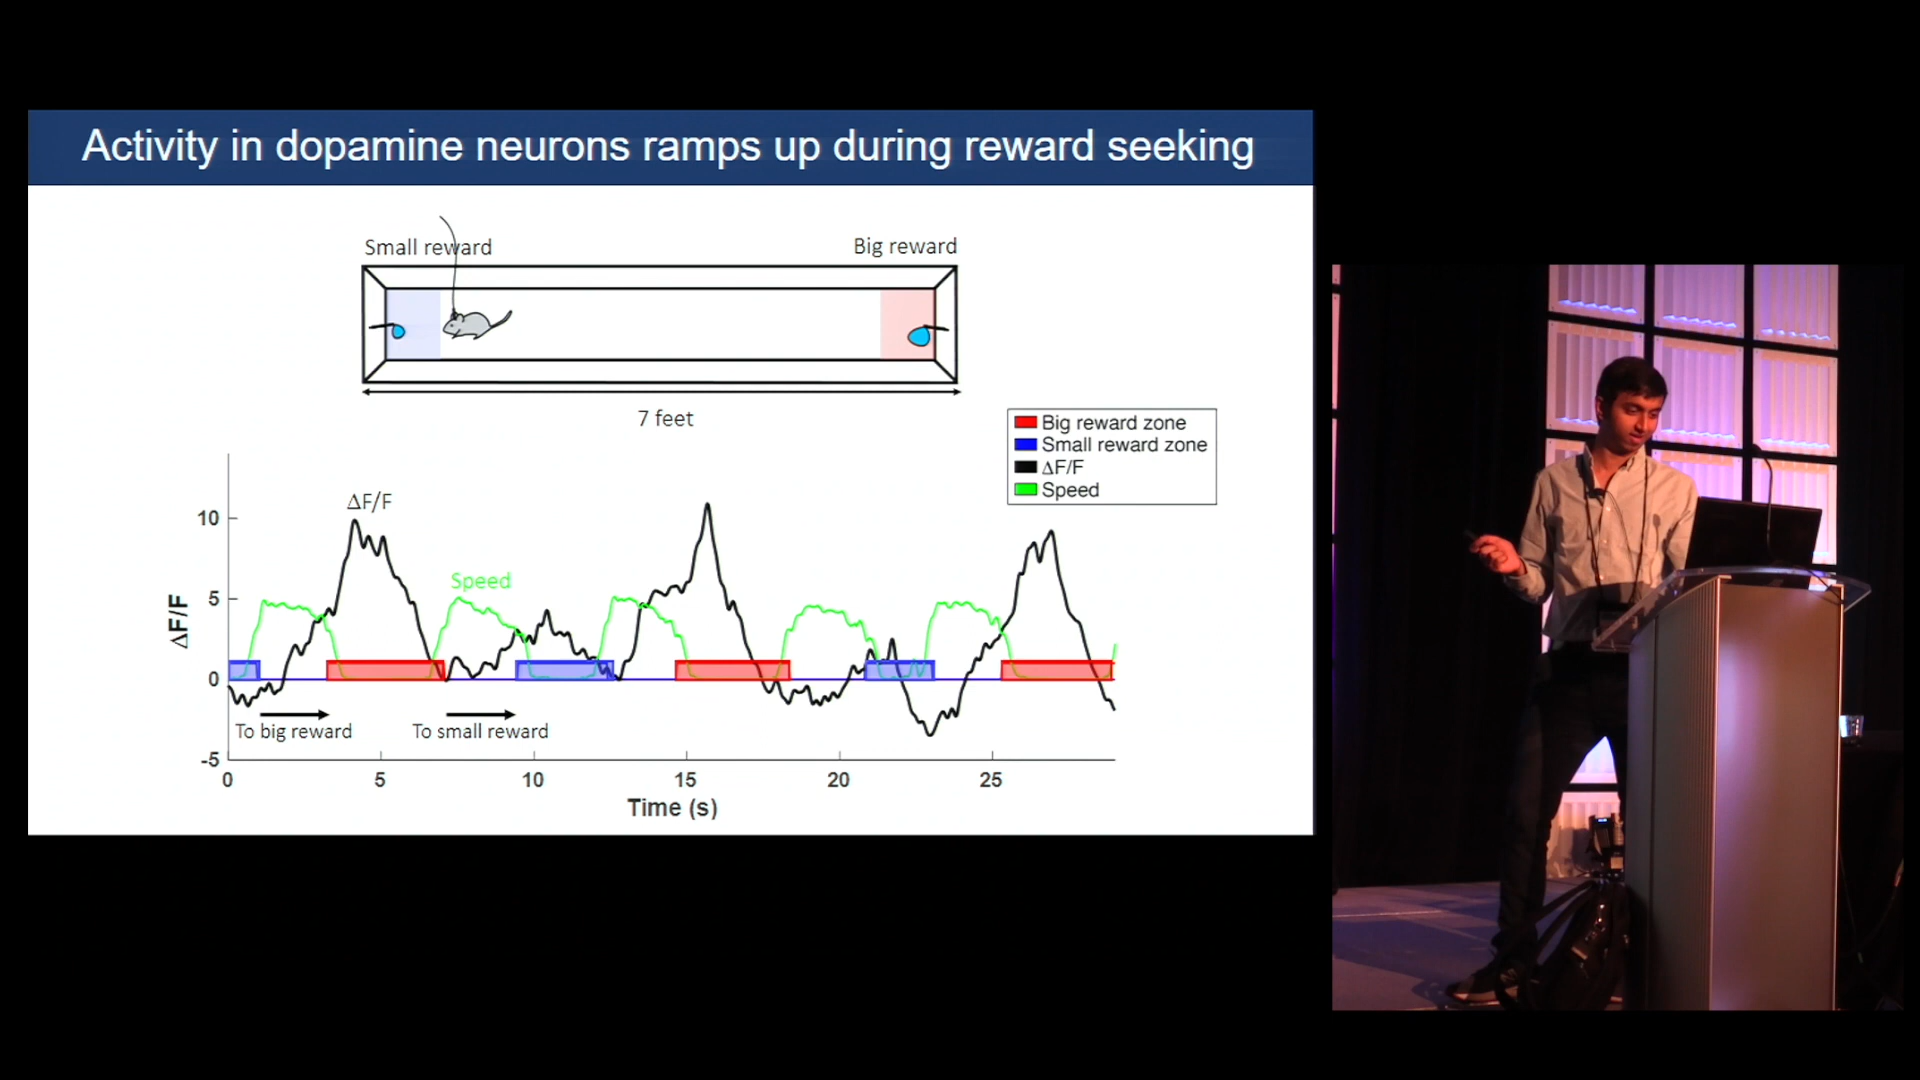 Activity in dopamine neurons ramps up during reward seeking
Small reward
Big reward
7 feet
Big reward zone
Small reward zone
ΔF/F
Speed
ΔF/F
Speed
10
5
0
-5
ΔF/F
To big reward
To small reward
0
5
10
15
20
25
Time (s)